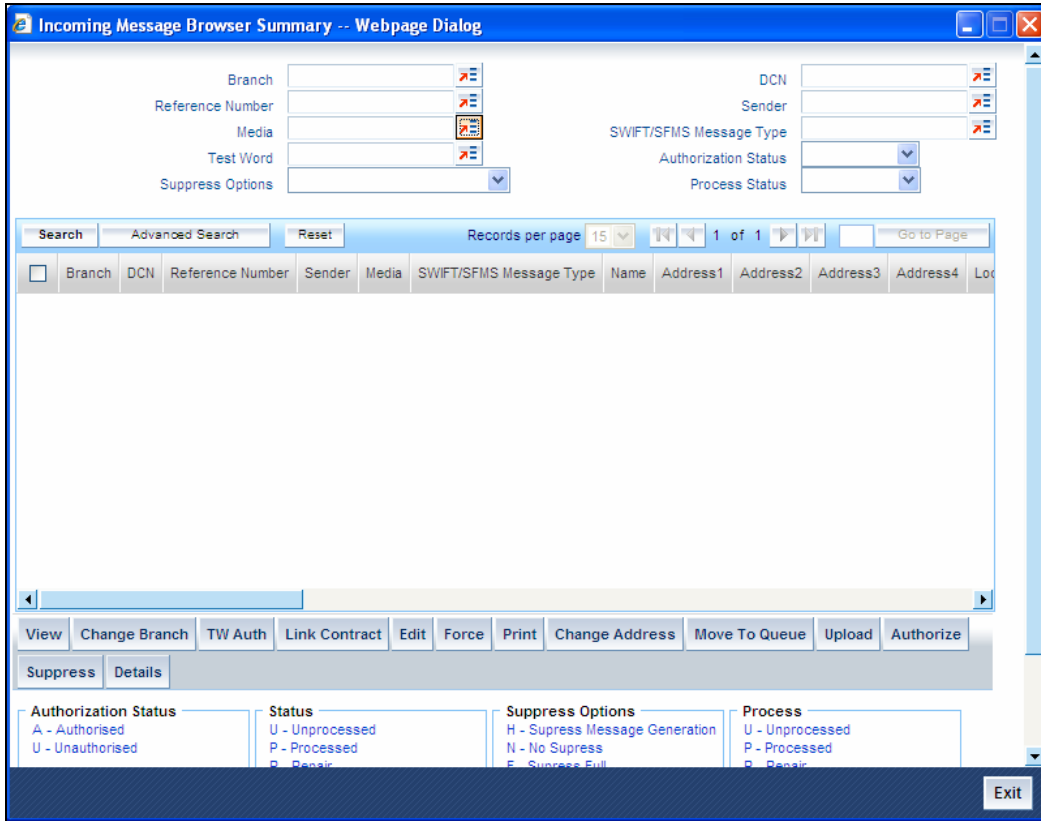 Incoming Message Browser Summary -- Webpage Dialog
Branch
DCN
Reference Number
Sender
Media
SWIFT/SFMS Message Type
Test Word
Authorization Status
Suppress Options
Process Status
Search Advanced Search Reset Records per page 15 1 of 1 Go to Page
Branch DCN Reference Number Sender Media SWIFT/SFMS Message Type Name Address1 Address2 Address3 Address4
View Change Branch TW Auth Link Contract Edit Force Print Change Address Move To Queue Upload Authorize
Suppress Details
Authorization Status
A - Authorised
U - Unauthorised
Status
U - Unprocessed
P - Processed
R - Repair
Suppress Options
H - Supress Message Generation
N - No Supress
F - Supress Full
Process
U - Unprocessed
P - Processed
R - Repair
Exit